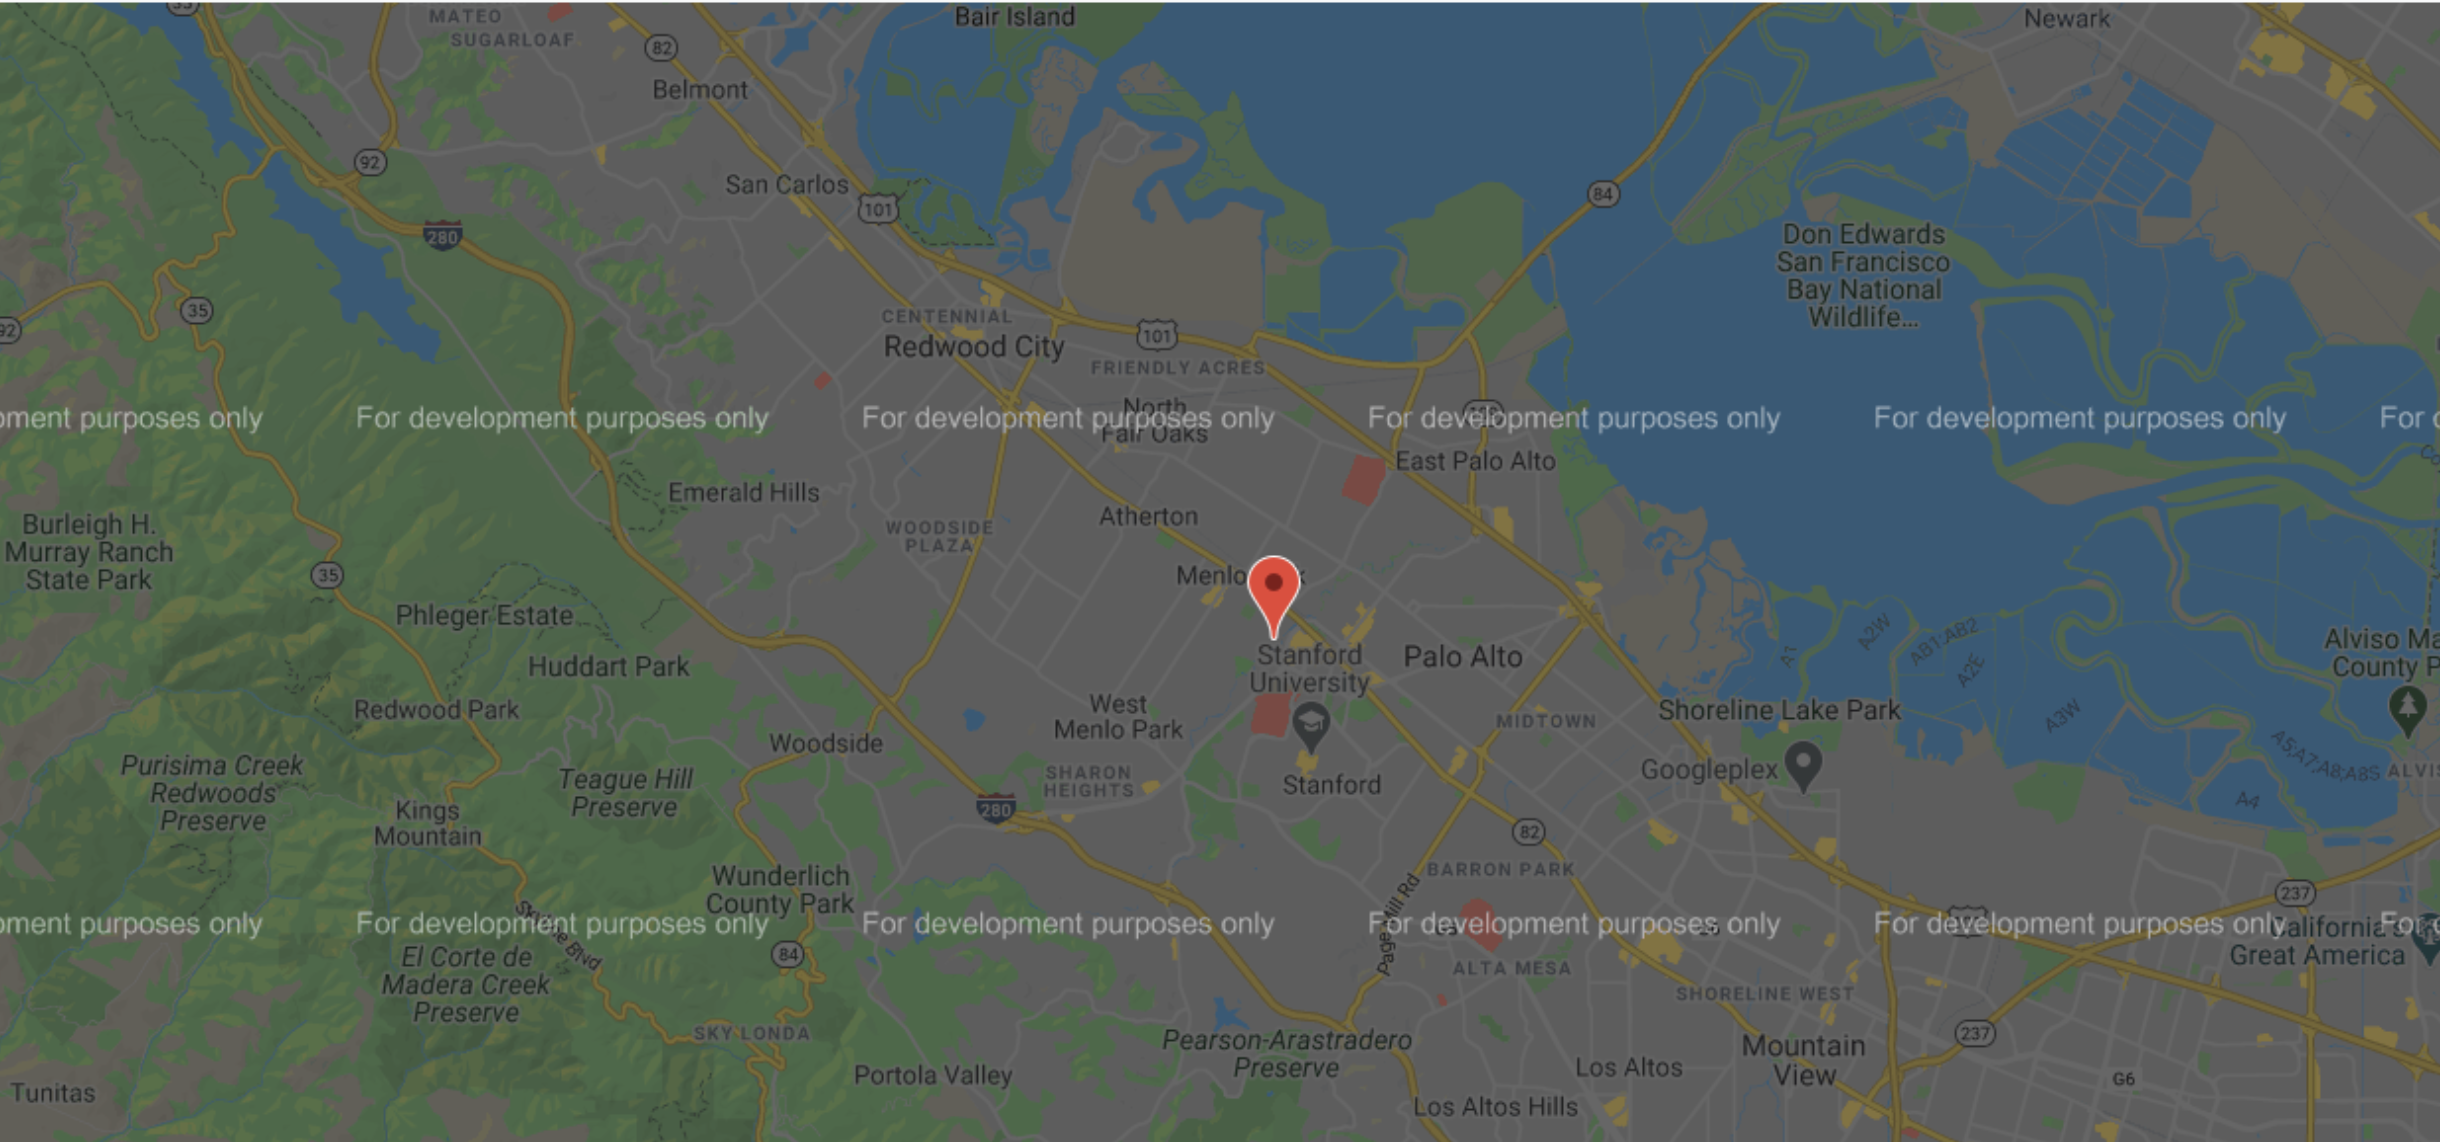 35
MATEO
SUGARLOAF
82
Belmont
Bair Island
Newark
92
San Carlos
101
84
280
Don Edwards
San Francisco
Bay National
Wildlife...
35
92
CENTENNIAL
Redwood City
101
FRIENDLY ACRES
pment purposes only
For development purposes only
North
For development purposes only
Fair Oaks
For development purposes only
For development purposes only
For
East Palo Alto
Emerald Hills
WOODSIDE
PLAZA
Atherton
Burleigh H.
Murray Ranch
State Park
35
Menlo
Phleger Estate
Huddart Park
Stanford
University
Palo Alto
A2W
AB1;AB2
A2E
A3W
Alviso Ma
County P
Redwood Park
West
Menlo Park
MIDTOWN
Shoreline Lake Park
Woodside
Googleplex
A5;A7;A8;A8S
ALVIS
Purisima Creek
Redwoods
Preserve
Teague Hill
Preserve
SHARON
HEIGHTS
Stanford
A4
Kings
Mountain
280
82
BARRON PARK
Wunderlich
County Park
Page Mill Rd
237
pment purposes only
For development purposes only
For development purposes only
For development purposes only
For development purposes only
California's
Great America
Skyline Blvd
84
El Corte de
Madera Creek
Preserve
ALTA MESA
SHORELINE WEST
SKY LONDA
Pearson-Arastradero
Preserve
237
Mountain
View
Portola Valley
Los Altos
G6
Tunitas
Los Altos Hills